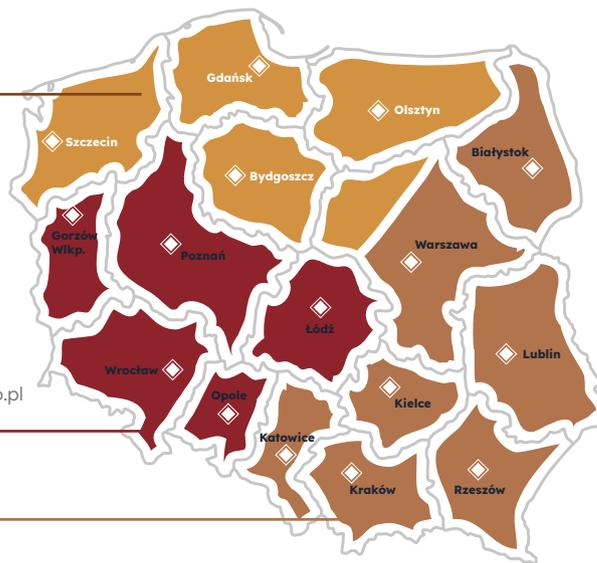 Gdańsk
Olsztyn
Szczecin
Białystok
Bydgoszcz
Gorzów
Wlkp.
Poznań
Warszawa
Łódź
Lublin
Wrocław
o.pl
Opole
Kielce
Katowice
Kraków
Rzeszów